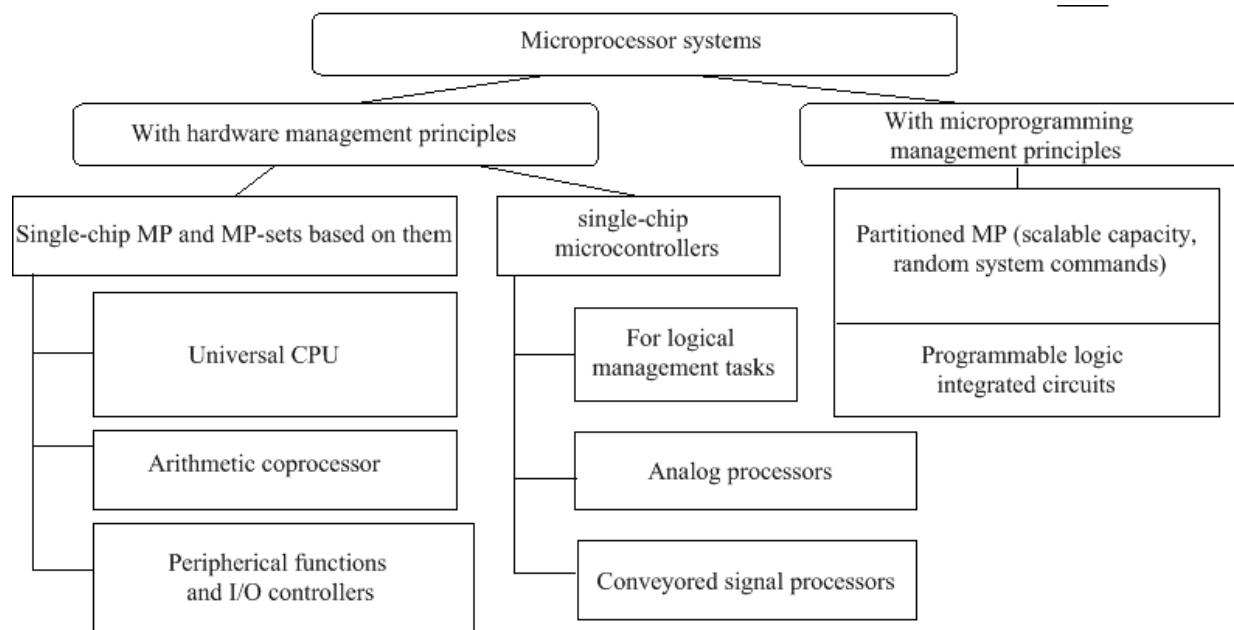 Microprocessor systems
With hardware management principles
With microprogramming
management principles
Single-chip MP and MP-sets based on them
single-chip
microcontrollers
Partitioned MP (scalable capacity,
random system commands)
Universal CPU
For logical
management tasks
Programmable logic
integrated circuits
Arithmetic coprocessor
Analog processors
Peripherical functions
and I/O controllers
Conveyored signal processors